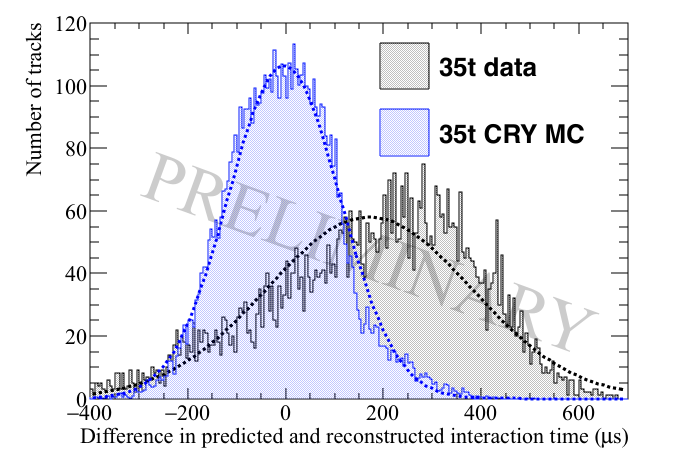 Number of tracks
120
100
80
60
40
20
0
35t data
35t CRY MC
PRELIMINARY
−400 −200 0 200 400 600
Difference in predicted and reconstructed interaction time (μs)